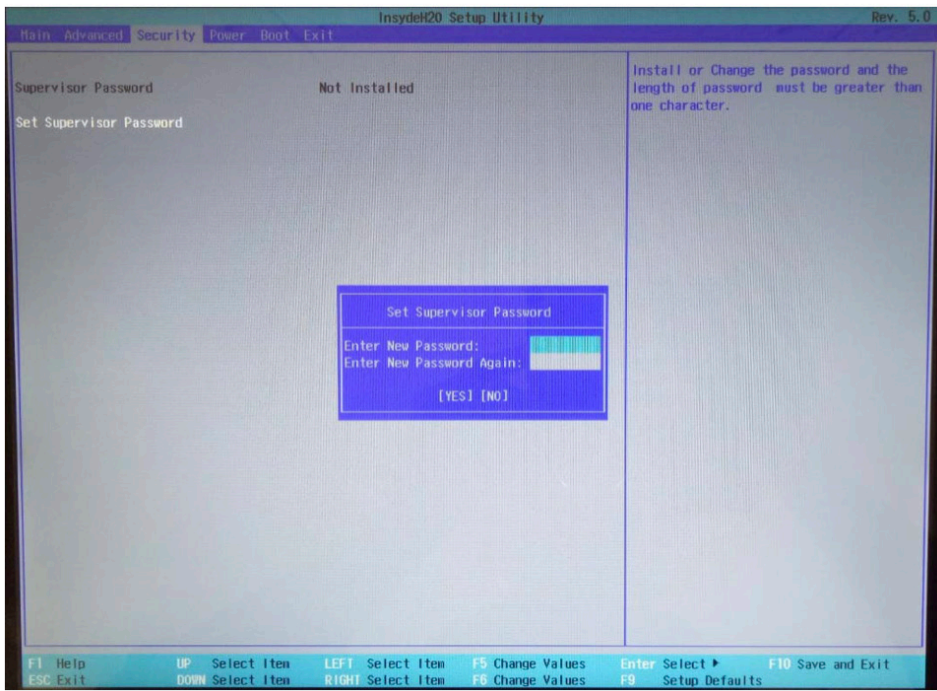 InsydeH20 Setup Utility Rev. 5.0
Main Advanced Security Power Boot Exit
Supervisor Password Not Installed
Set Supervisor Password
Install or Change the password and the
length of password must be greater than
one character.
Set Supervisor Password
Enter New Password:
Enter New Password Again:
[YES] [NO]
F1 Help UP Select Item LEFT Select Item F5 Change Values Enter Select ▶ F10 Save and Exit
ESC Exit DOWN Select Item RIGHT Select Item F6 Change Values F9 Setup Defaults